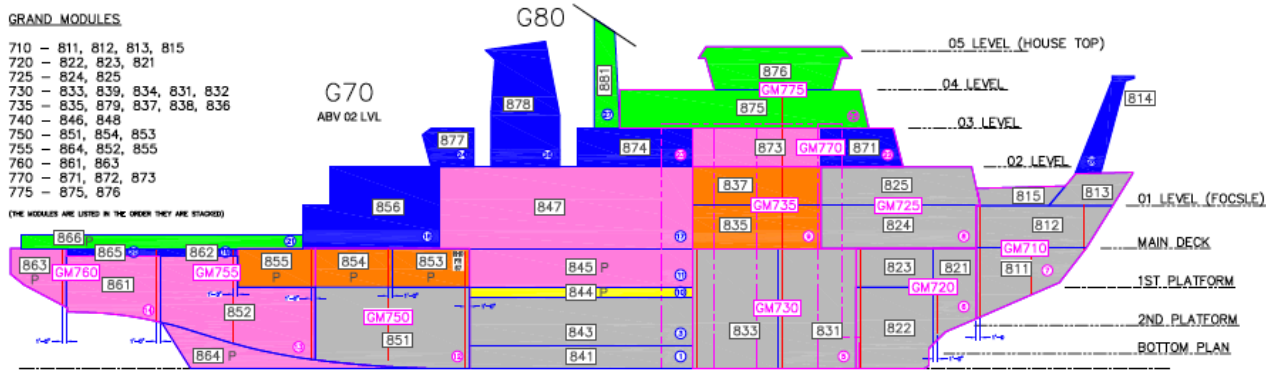 GRAND MODULES
710 – 811, 812, 813, 815
720 – 822, 823, 821
725 – 824, 825
730 – 833, 839, 834, 831, 832
735 – 835, 879, 837, 838, 836
740 – 846, 848
750 – 851, 854, 853
755 – 864, 852, 855
760 – 861, 863
770 – 871, 872, 873
775 – 875, 876
(THE MODULES ARE LISTED IN THE ORDER THEY ARE STACKED)
G80
G70
ABV 02 LVL
05 LEVEL (HOUSE TOP)
04 LEVEL
03 LEVEL
02 LEVEL
01 LEVEL (FOCSLE)
MAIN DECK
1ST PLATFORM
2ND PLATFORM
BOTTOM PLAN
881
876
GM775
875
878
814
877
874
873
GM770
871
837
825
815
813
856
847
GM735
GM725
835
824
812
866 P
865
862
GM710
863
P
GM760
861
GM755
855
P
854
P
853
P
845 P
823
821
811
844 P
GM720
852
GM750
851
843
GM730
833
831
822
864 P
841